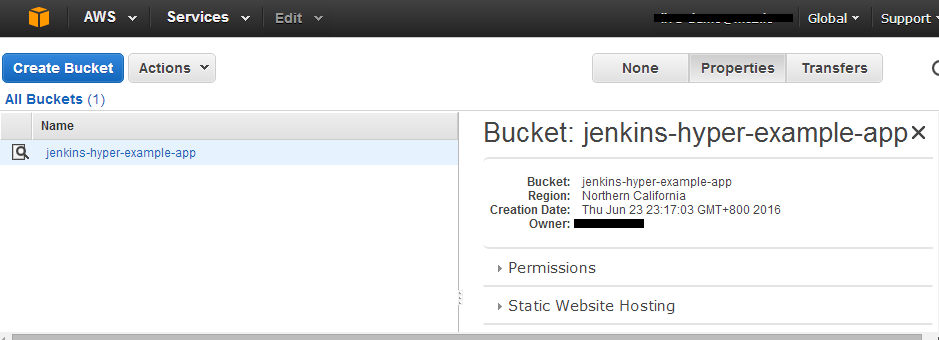 AWS Services Edit Global Support
Create Bucket Actions None Properties Transfers
All Buckets (1)
Name
jenkins-hyper-example-app
Bucket: jenkins-hyper-example-app
Bucket: jenkins-hyper-example-app
Region: Northern California
Creation Date: Thu Jun 23 23:17:03 GMT+800 2016
Owner:
Permissions
Static Website Hosting